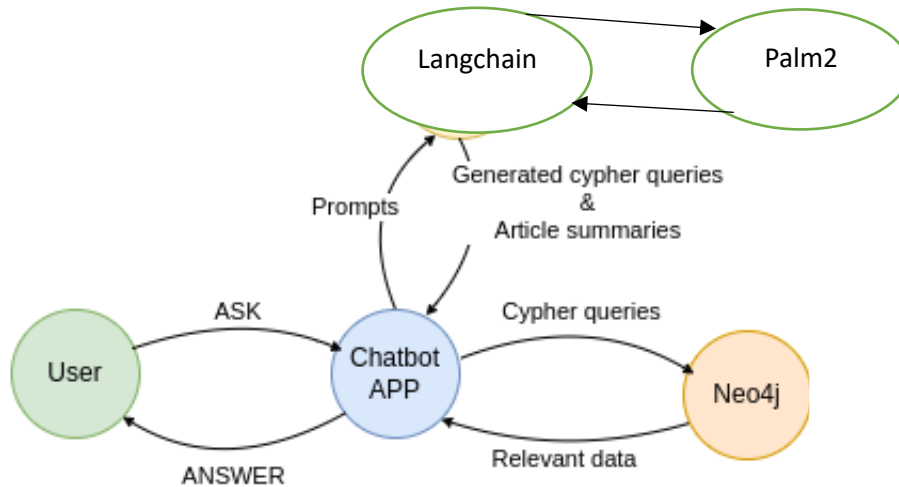 Langchain
Palm2
Generated cypher queries
&
Article summaries
Prompts
ASK
Cypher queries
User
Chatbot
APP
Neo4j
Relevant data
ANSWER